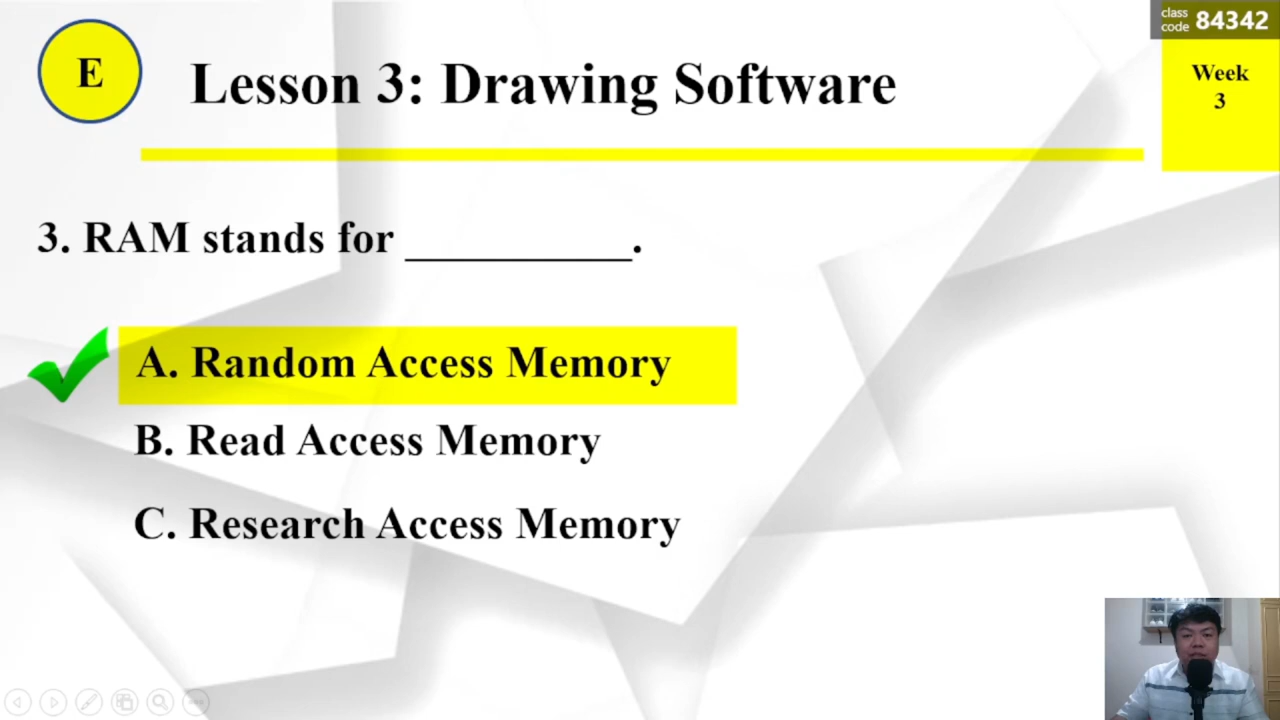 class
code 84342
E
Lesson 3: Drawing Software
Week
3
3. RAM stands for ___________.
A. Random Access Memory
B. Read Access Memory
C. Research Access Memory